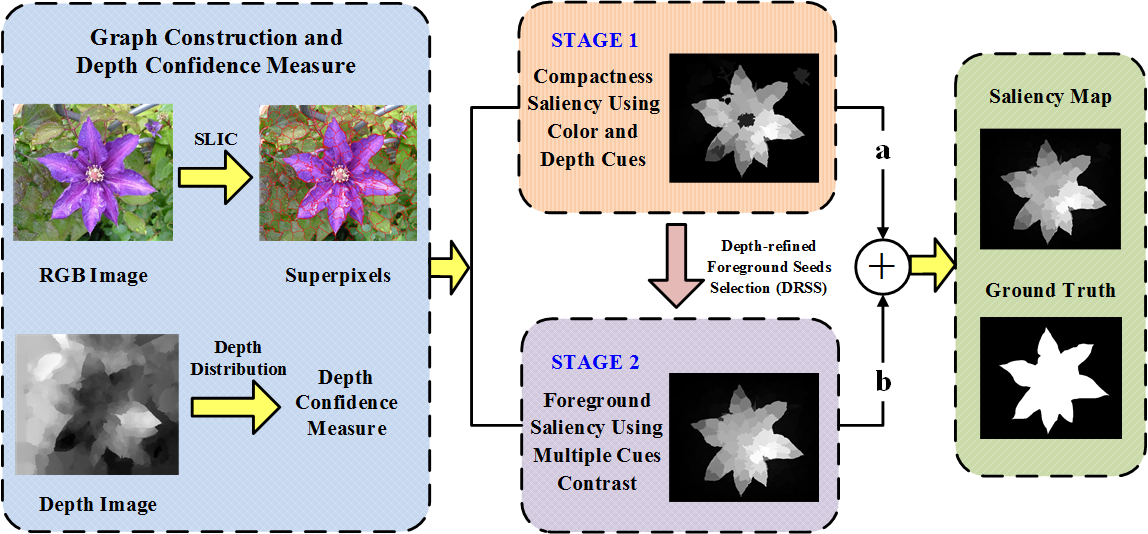 Graph Construction and
Depth Confidence Measure
SLIC
RGB Image
Superpixels
Depth
Distribution
Depth
Confidence
Measure
Depth Image
STAGE 1
Compactness
Saliency Using
Color and
Depth Cues
Depth-refined
Foreground Seeds
Selection (DRSS)
STAGE 2
Foreground
Saliency Using
Multiple Cues
Contrast
a
+
b
Saliency Map
Ground Truth